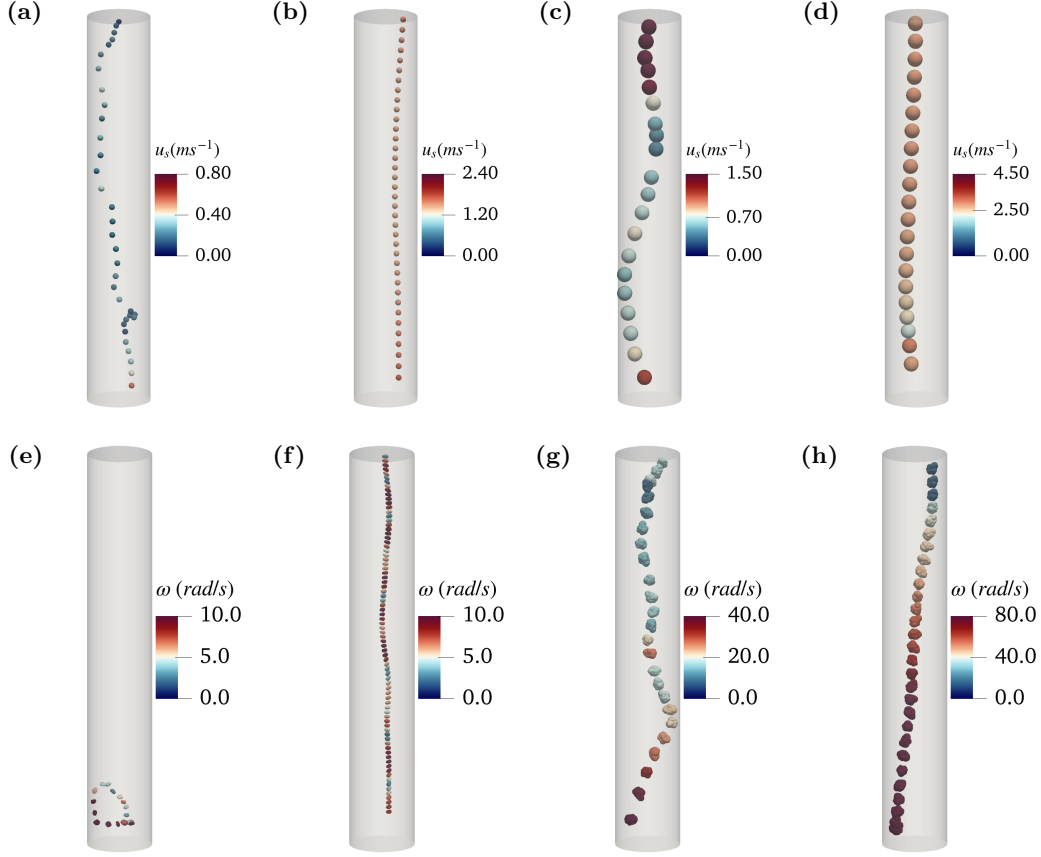 (a)
u_s(ms⁻¹)
0.80
0.40
0.00
(b)
u_s(ms⁻¹)
2.40
1.20
0.00
(c)
u_s(ms⁻¹)
1.50
0.70
0.00
(d)
u_s(ms⁻¹)
4.50
2.50
0.00
(e)
ω (rad/s)
10.0
5.0
0.0
(f)
ω (rad/s)
10.0
5.0
0.0
(g)
ω (rad/s)
40.0
20.0
0.0
(h)
ω (rad/s)
80.0
40.0
0.0